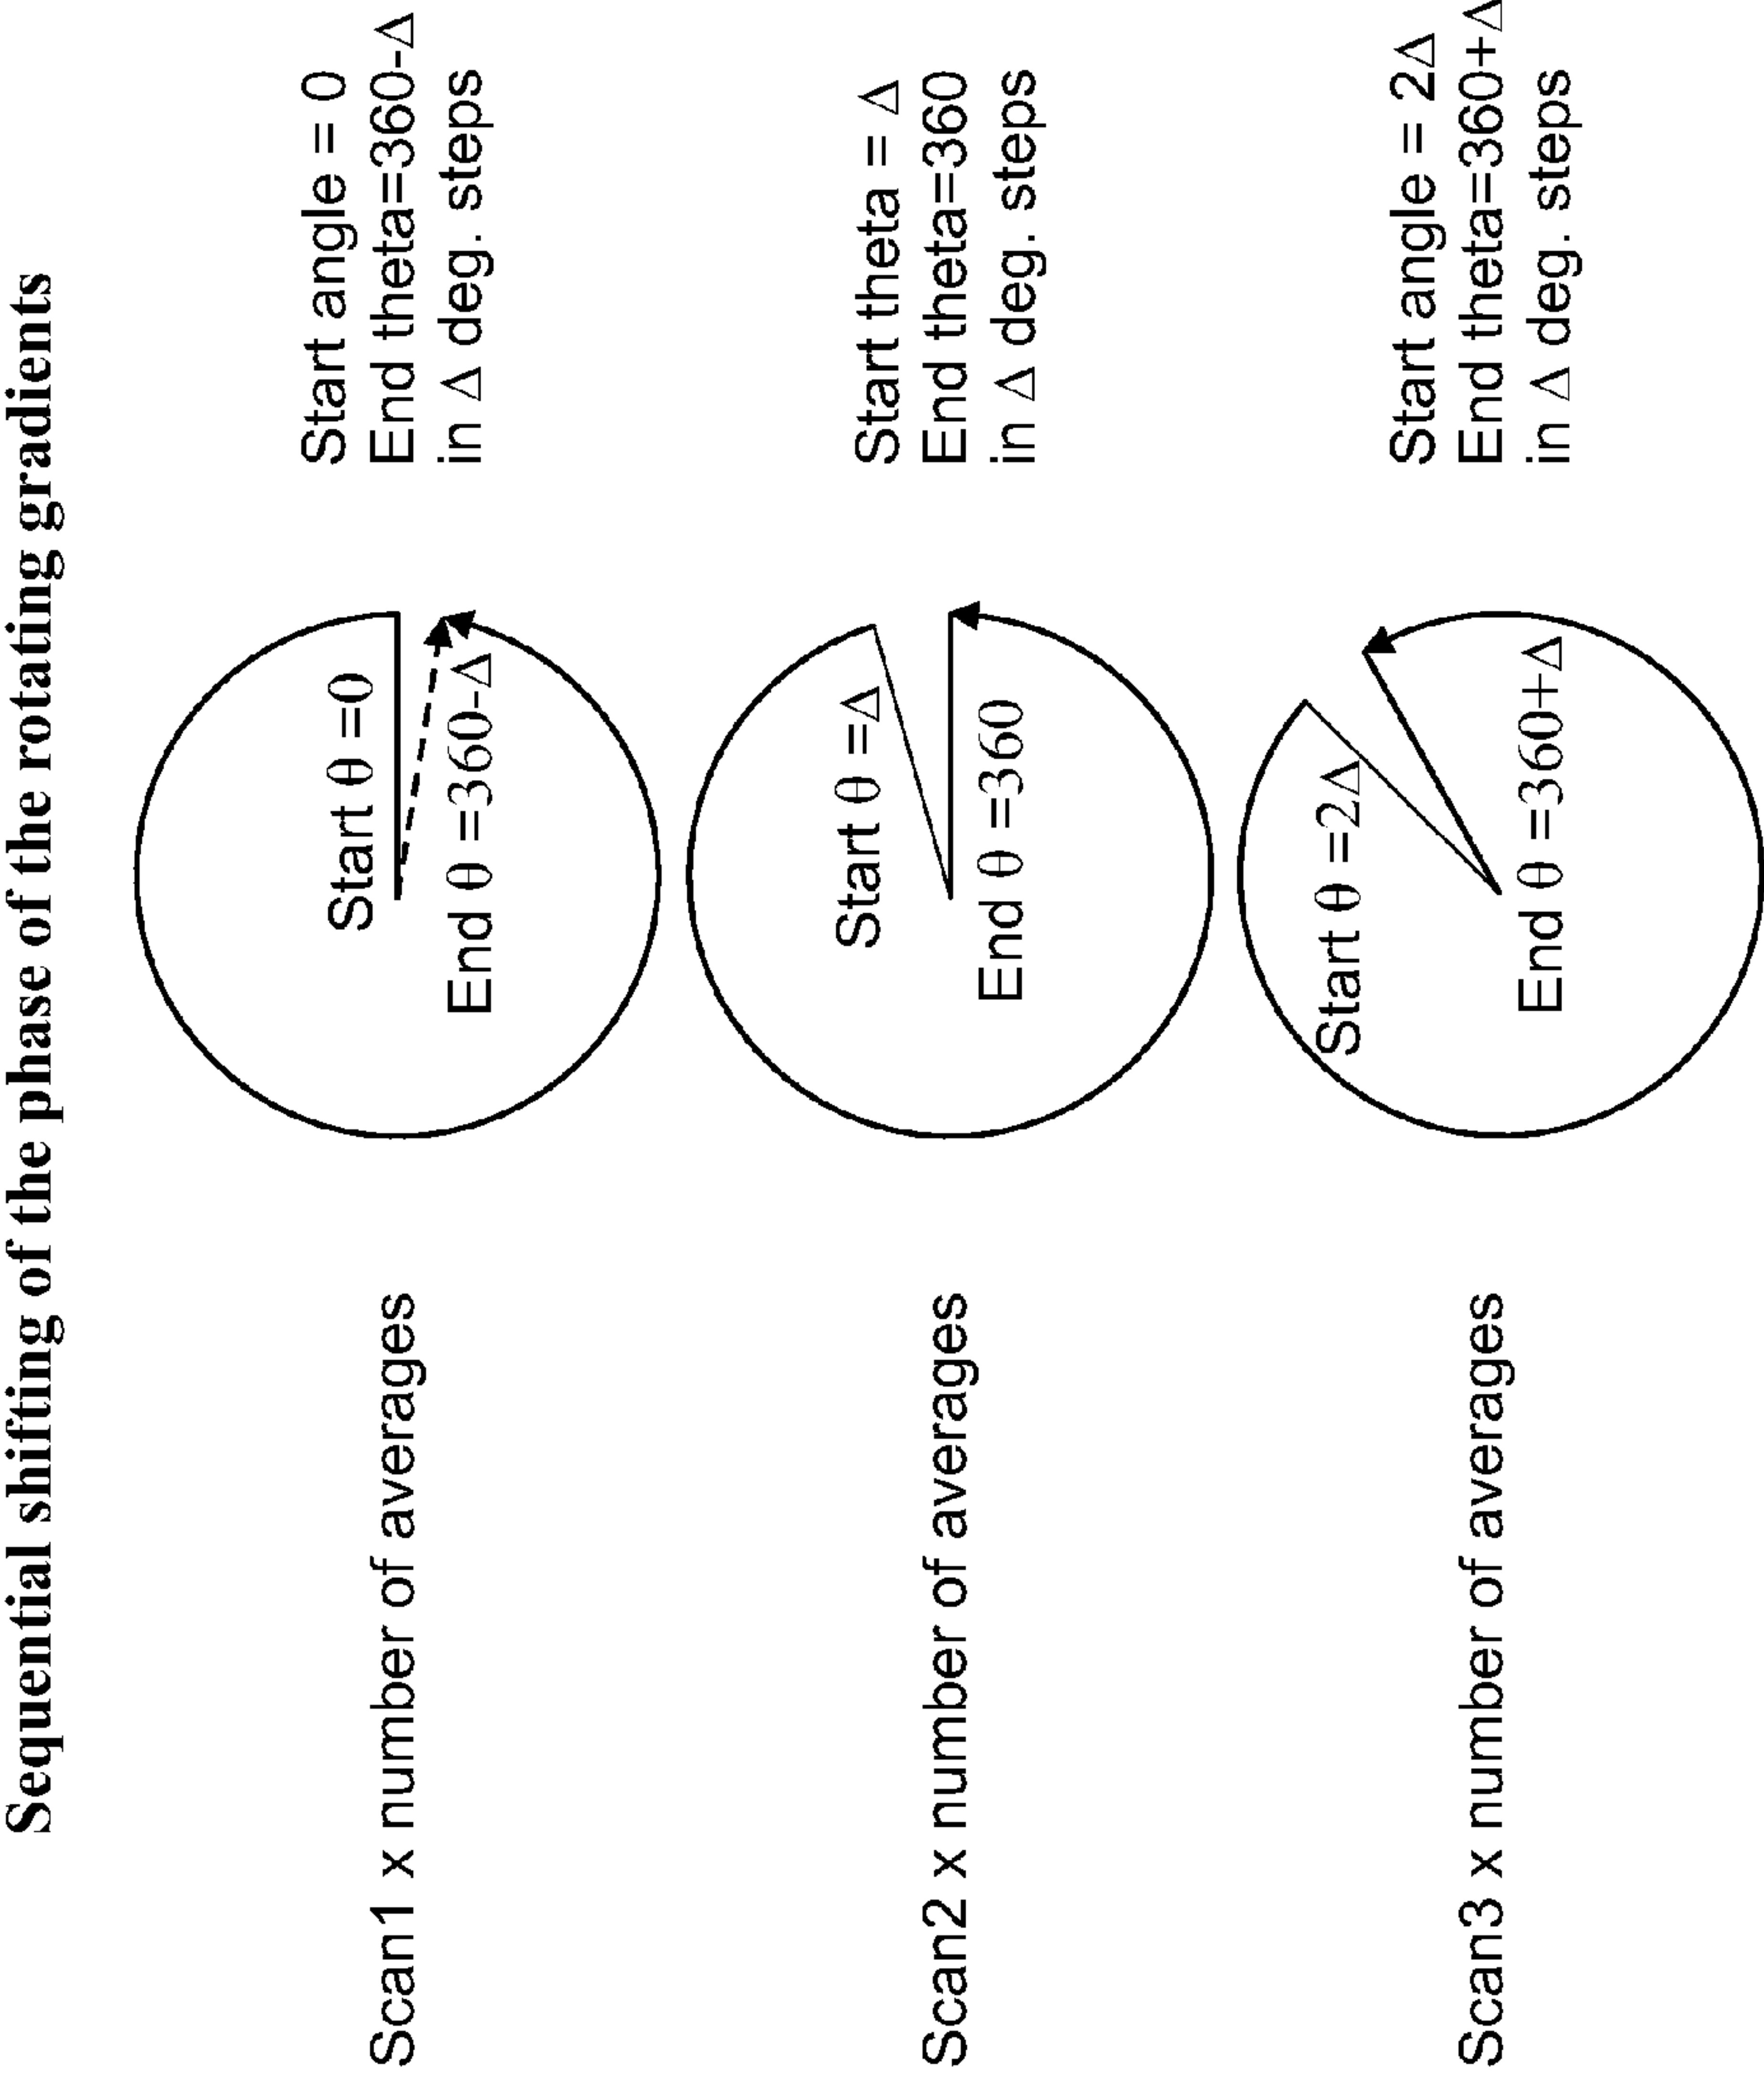 Sequential shifting of the phase of the rotating gradients
Scan1 x number of averages
Start θ =0
End θ =360-Δ
Start angle = 0
End theta=360-Δ
in Δ deg. steps
Scan2 x number of averages
Start θ =Δ
End θ =360
Start theta = Δ
End theta=360
in Δ deg. steps
Scan3 x number of averages
Start θ =2Δ
End θ =360+Δ
Start angle = 2Δ
End theta=360+Δ
in Δ deg. steps